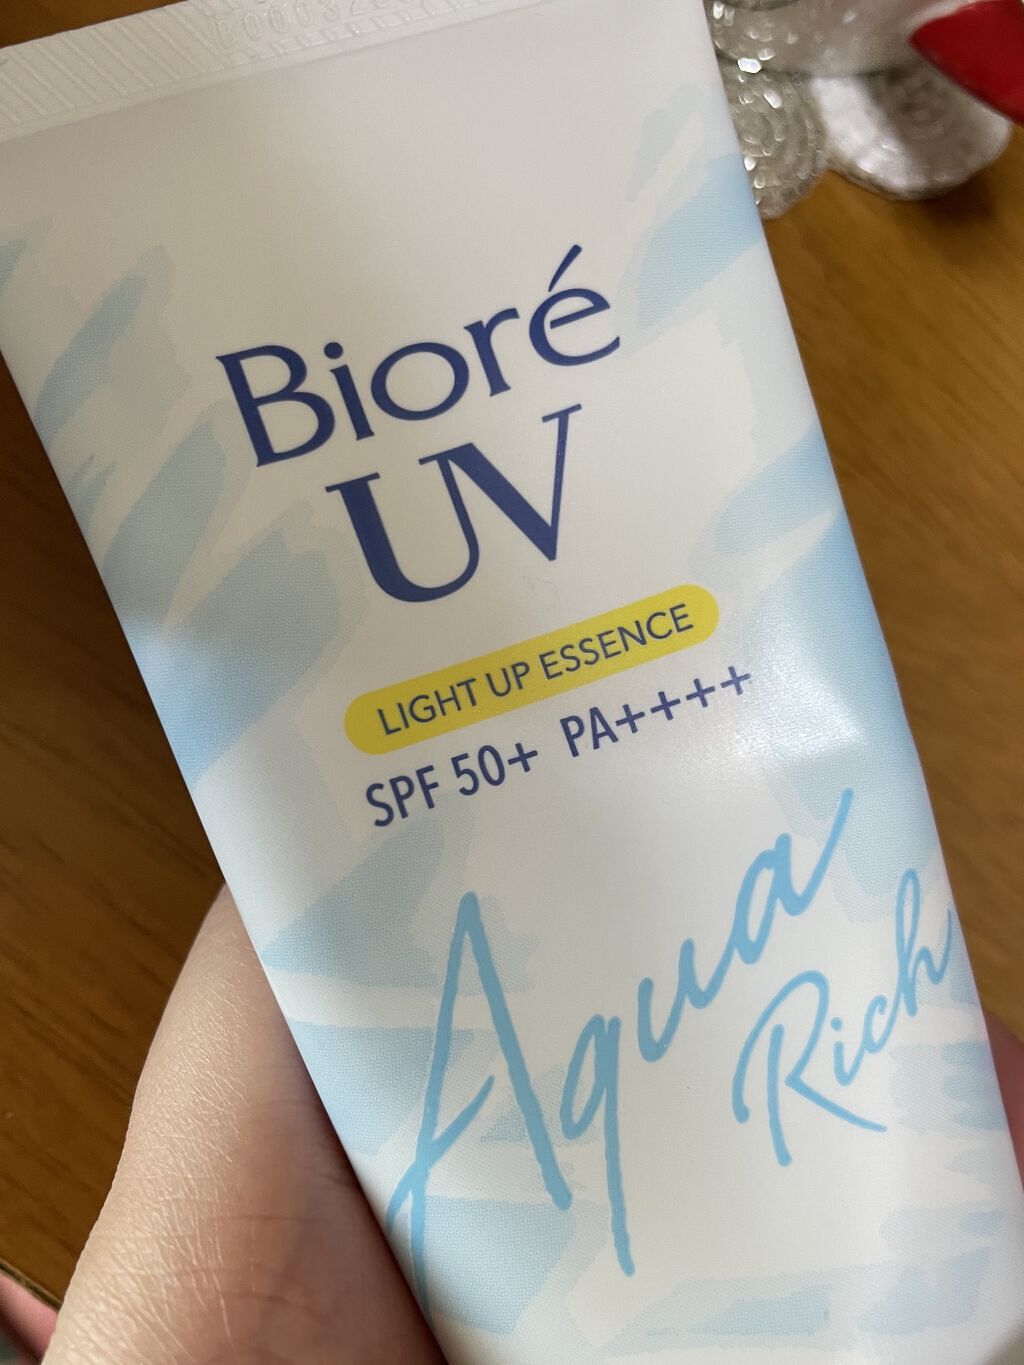 Bioré
UV
LIGHT UP ESSENCE
SPF 50+ PA++++
Aqua
Rich